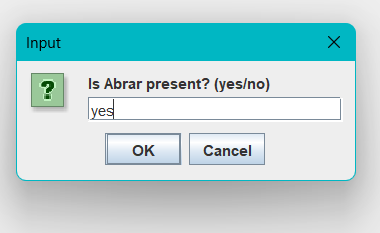 Input
Is Abrar present? (yes/no)
yes
OK Cancel